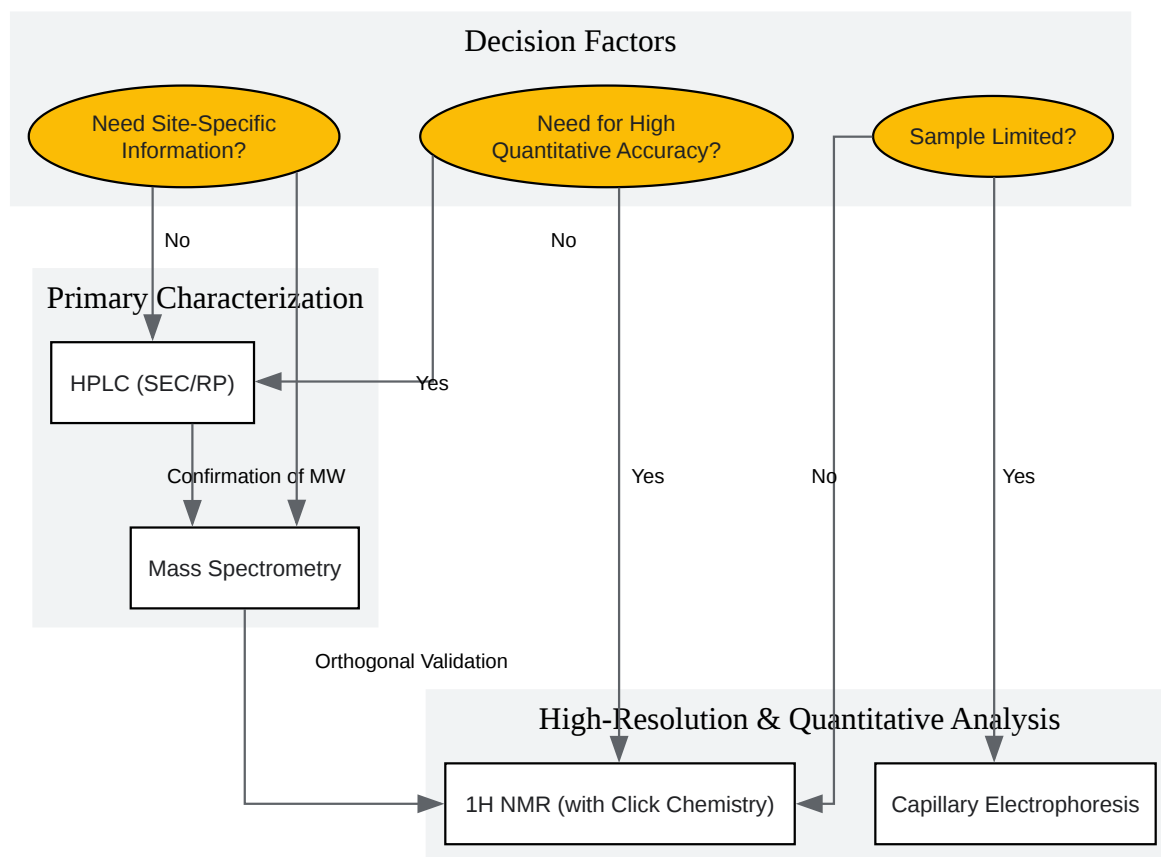 Decision Factors
Need Site-Specific
Information?
Need for High
Quantitative Accuracy?
Sample Limited?
No
No
Primary Characterization
HPLC (SEC/RP)
Yes
Confirmation of MW
Yes
No
Yes
Mass Spectrometry
Orthogonal Validation
High-Resolution & Quantitative Analysis
1H NMR (with Click Chemistry)
Capillary Electrophoresis